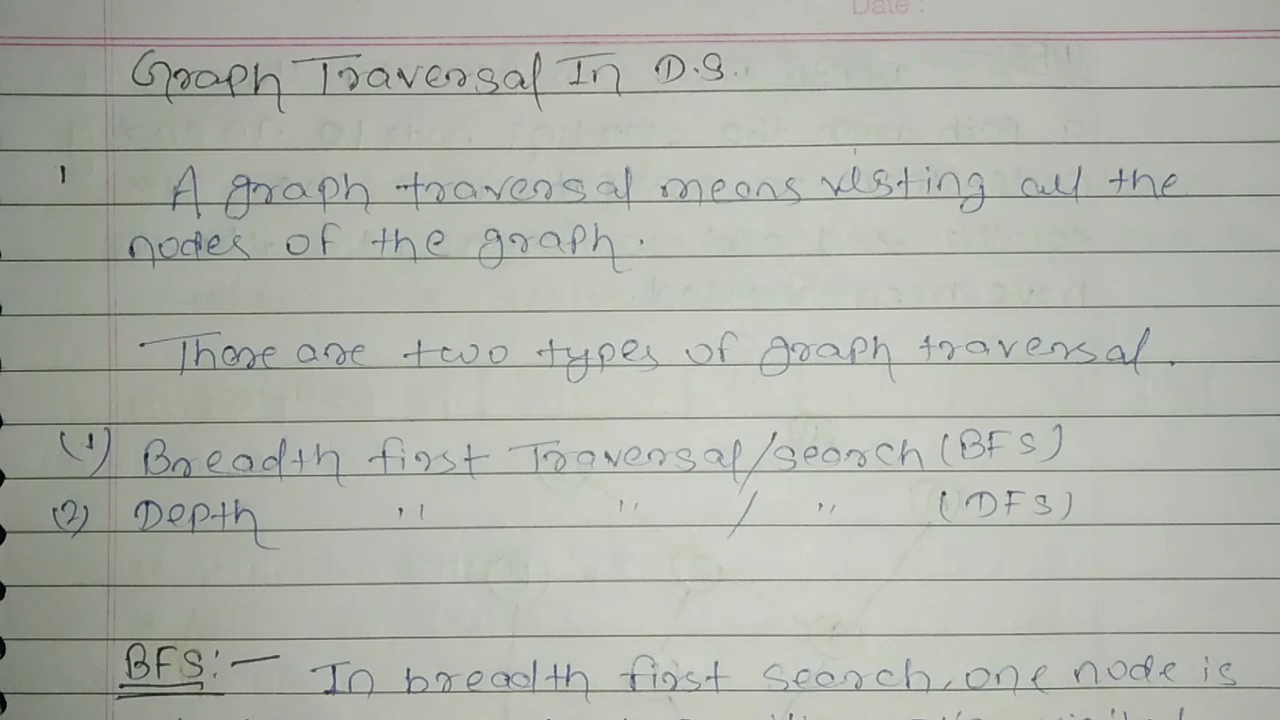 Date :
Graph Traversal In D.S.
1 A graph traversal means visting all the
nodes of the graph.
There are two types of graph traversal.
(1) Breadth first Traversal/search (BFS)
(2) Depth " " / " (DFS)
BFS:- In breadth first search, one node is